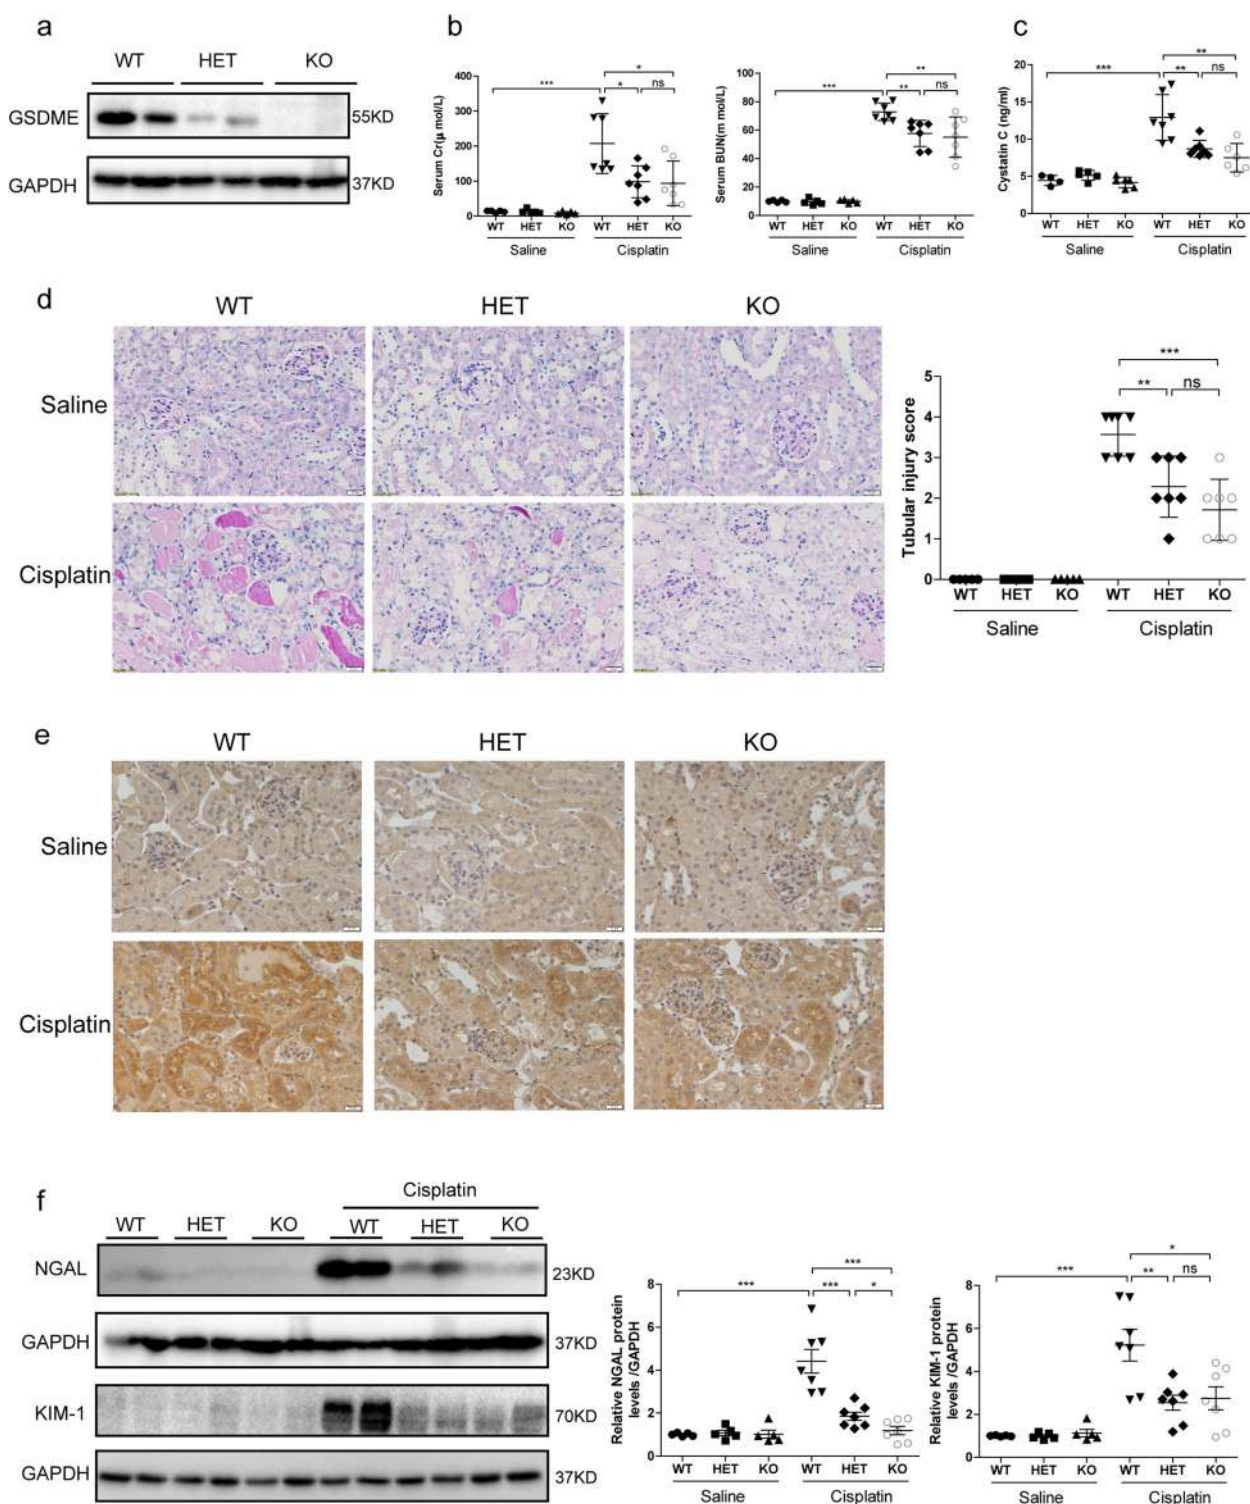 a
WT HET KO
GSDME 55KD
GAPDH 37KD
b
Serum Cr(μ mol/L)
400
300
200
100
0
*** * * ns
WT HET KO WT HET KO
Saline Cisplatin
Serum BUN(m mol/L)
100
80
60
40
20
0
*** ** ** ns
WT HET KO WT HET KO
Saline Cisplatin
c
Cystatin C (ng/ml)
20
15
10
5
0
*** ** ** ns
WT HET KO WT HET KO
Saline Cisplatin
d
WT HET KO
Saline
Cisplatin
Tubular injury score
5
4
3
2
1
0
***
** ns
WT HET KO WT HET KO
Saline Cisplatin
e
WT HET KO
Saline
Cisplatin
f
Cisplatin
WT HET KO WT HET KO
NGAL 23KD
GAPDH 37KD
KIM-1 70KD
GAPDH 37KD
Relative NGAL protein
levels /GAPDH
8
6
4
2
0
***
*** *** *
WT HET KO WT HET KO
Saline Cisplatin
Relative KIM-1 protein
levels /GAPDH
8
6
4
2
0
*
*** ** ns
WT HET KO WT HET KO
Saline Cisplatin